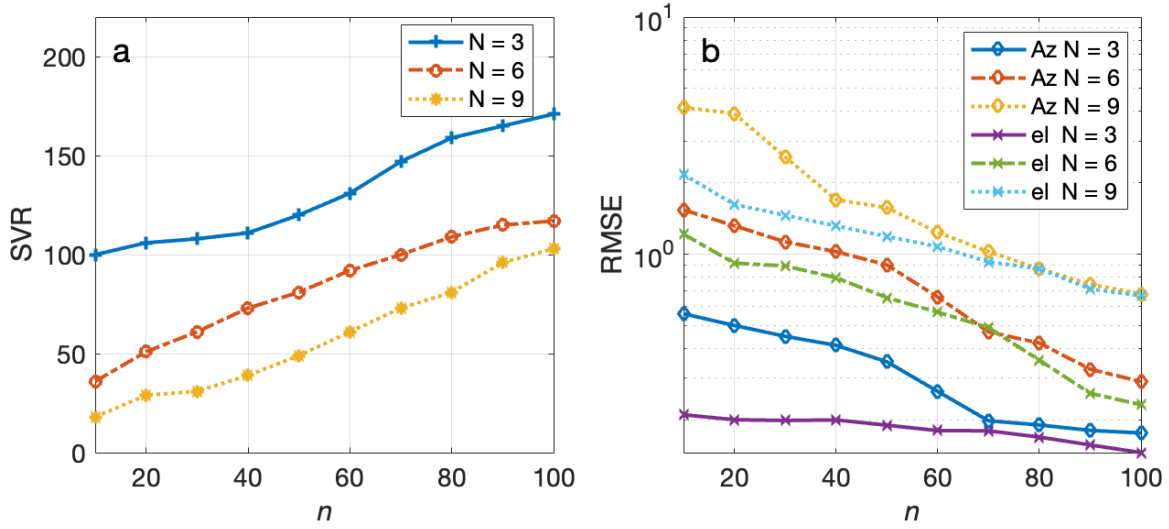 a
N = 3
N = 6
N = 9
SVR
200
150
100
50
0
20 40 60 80 100
n
b
Az N = 3
Az N = 6
Az N = 9
el N = 3
el N = 6
el N = 9
RMSE
10^1
10^0
20 40 60 80 100
n